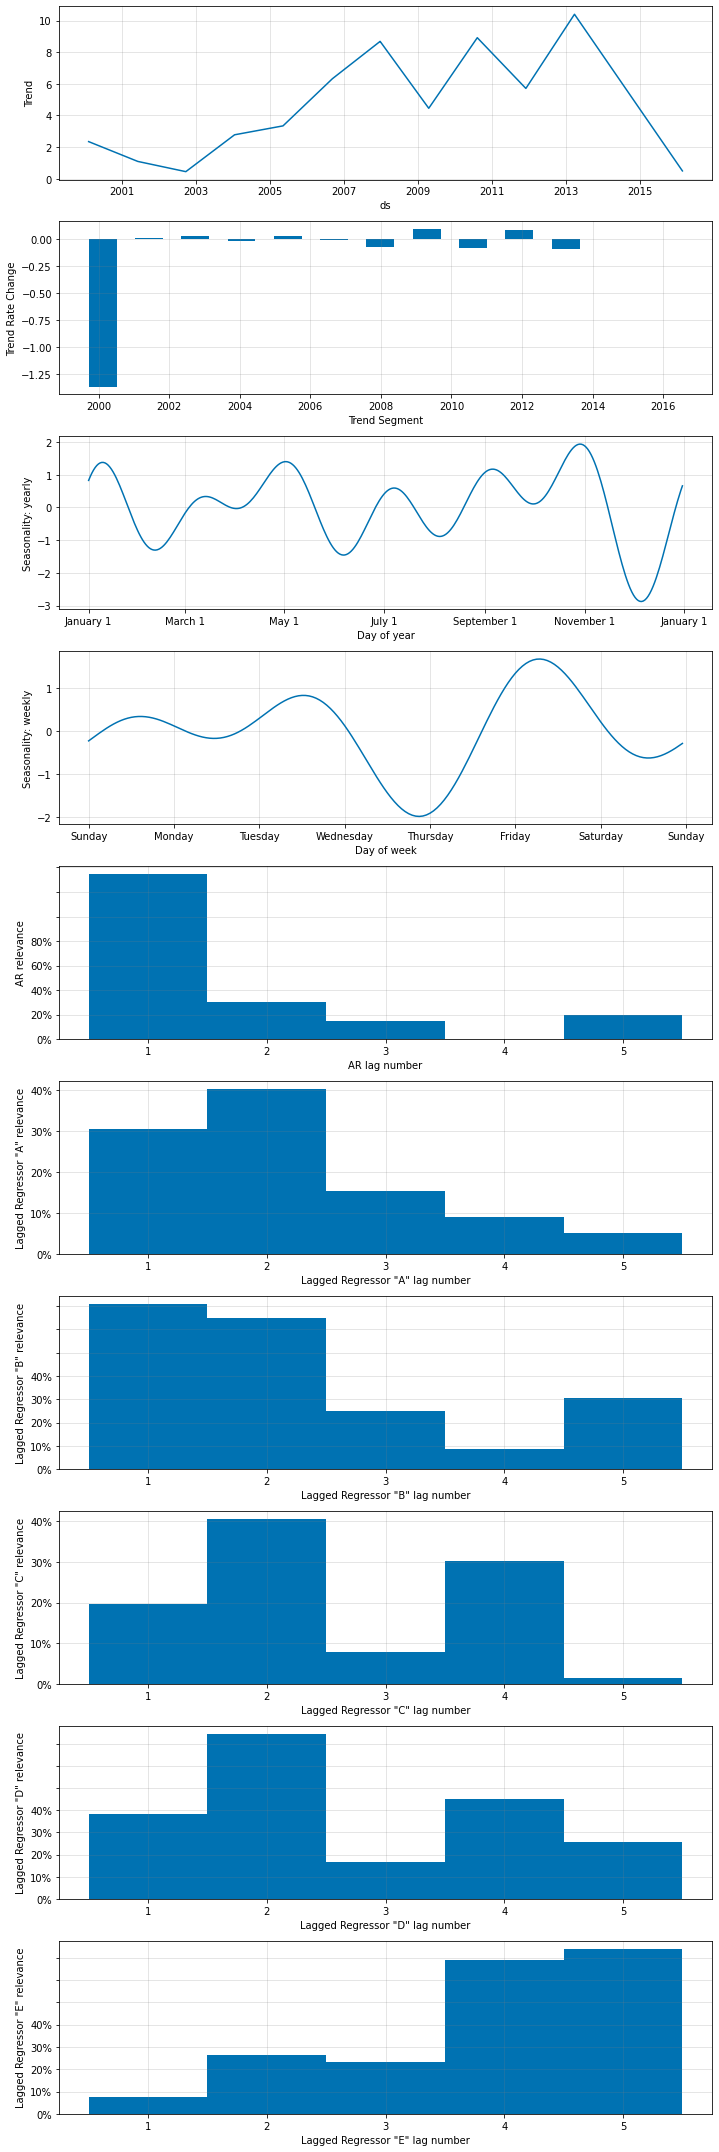 10
8
6
4
2
0
Trend
2001 2003 2005 2007 2009 2011 2013 2015
ds
0.00
−0.25
−0.50
−0.75
−1.00
−1.25
Trend Rate Change
2000 2002 2004 2006 2008 2010 2012 2014 2016
Trend Segment
2
1
0
−1
−2
−3
Seasonality: yearly
January 1 March 1 May 1 July 1 September 1 November 1 January 1
Day of year
1
0
−1
−2
Seasonality: weekly
Sunday Monday Tuesday Wednesday Thursday Friday Saturday Sunday
Day of week
80%
60%
40%
20%
0%
AR relevance
1 2 3 4 5
AR lag number
40%
30%
20%
10%
0%
Lagged Regressor "A" relevance
1 2 3 4 5
Lagged Regressor "A" lag number
40%
30%
20%
10%
0%
Lagged Regressor "B" relevance
1 2 3 4 5
Lagged Regressor "B" lag number
40%
30%
20%
10%
0%
Lagged Regressor "C" relevance
1 2 3 4 5
Lagged Regressor "C" lag number
40%
30%
20%
10%
0%
Lagged Regressor "D" relevance
1 2 3 4 5
Lagged Regressor "D" lag number
40%
30%
20%
10%
0%
Lagged Regressor "E" relevance
1 2 3 4 5
Lagged Regressor "E" lag number